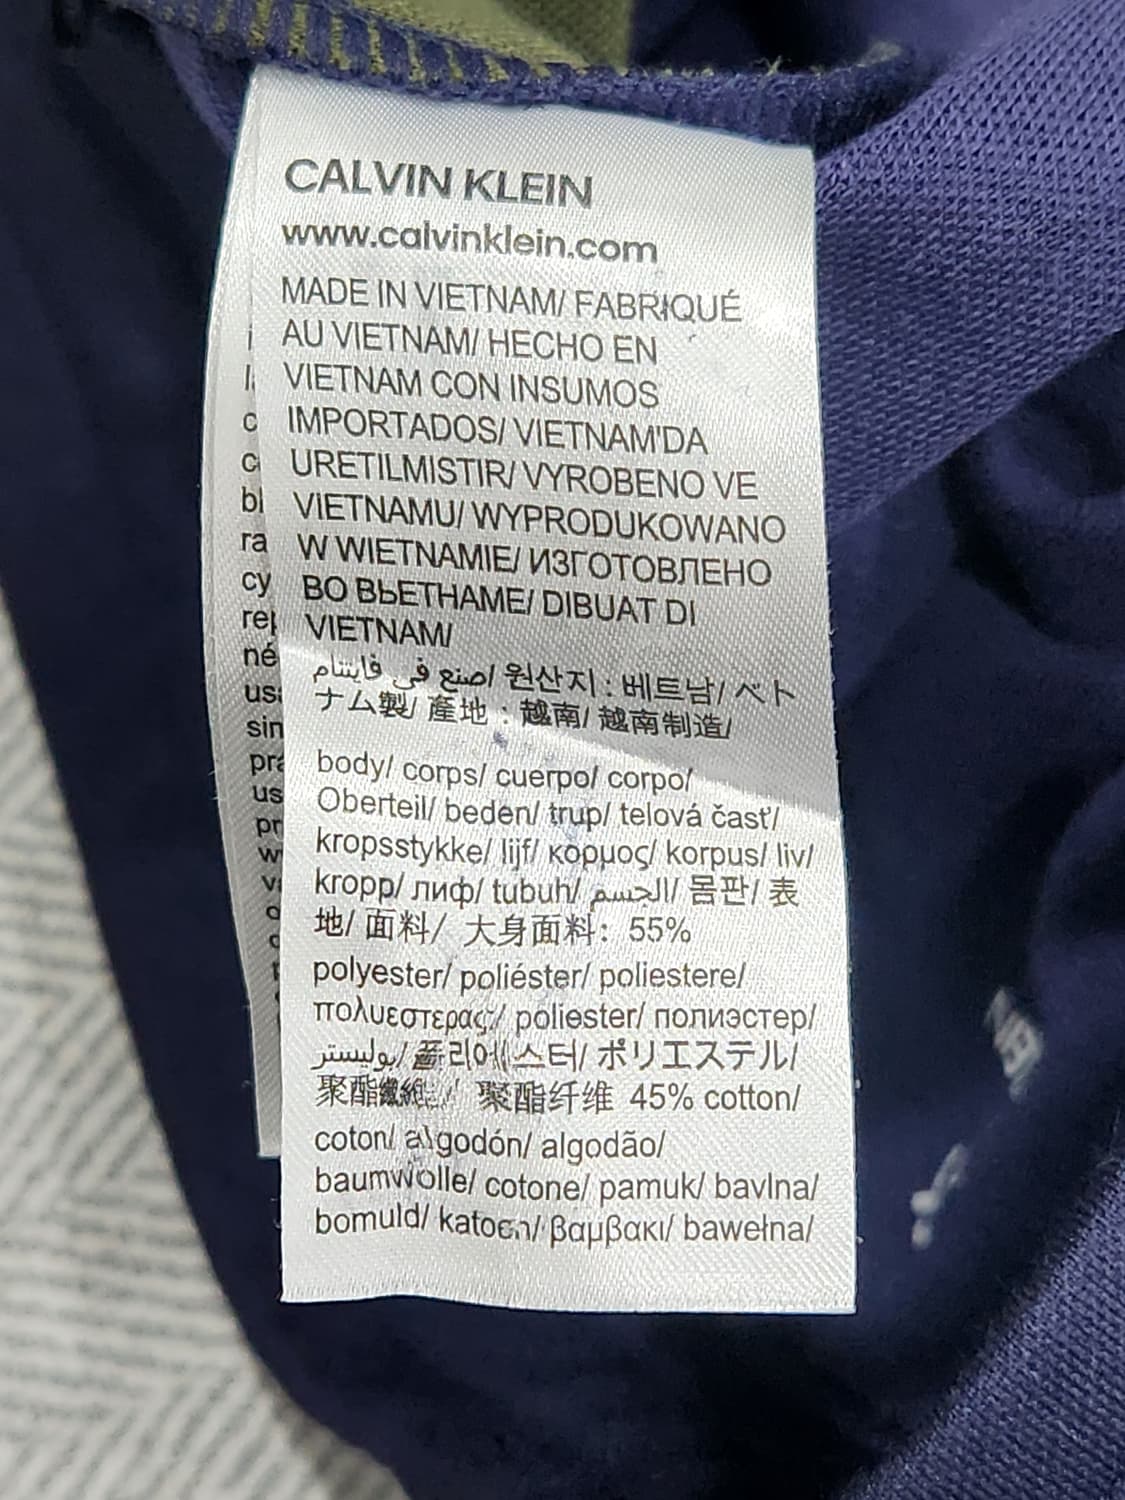 CALVIN KLEIN
www.calvinklein.com
MADE IN VIETNAM/ FABRIQUÉ
AU VIETNAM/ HECHO EN
VIETNAM CON INSUMOS
IMPORTADOS/ VIETNAM'DA
URETILMISTIR/ VYROBENO VE
VIETNAMU/ WYPRODUKOWANO
W WIETNAMIE/ ИЗГОТОВЛЕНО
ВО ВЬЕТНАМЕ/ DIBUAT DI
VIETNAM/
صنع في فايتنام/ 원산지 : 베트남/ ベト
ナム製/ 產地 : 越南/ 越南制造/
body/ corps/ cuerpo/ corpo/
Oberteil/ beden/ trup/ telová časť/
kropsstykke/ lijf/ κορμος/ korpus/ liv/
kropp/ лиф/ tubuh/ الجسم/ 몸판/ 表
地/ 面料/ 大身面料: 55%
polyester/ poliéster/ poliestere/
πολυεστερας/ poliester/ полиэстер/
بوليستر/ 폴리에스터/ ポリエステル/
聚酯纖維/ 聚酯纤维 45% cotton/
coton/ algodón/ algodão/
baumwolle/ cotone/ pamuk/ bavlna/
bomuld/ katoen/ βαμβακι/ bawełna/